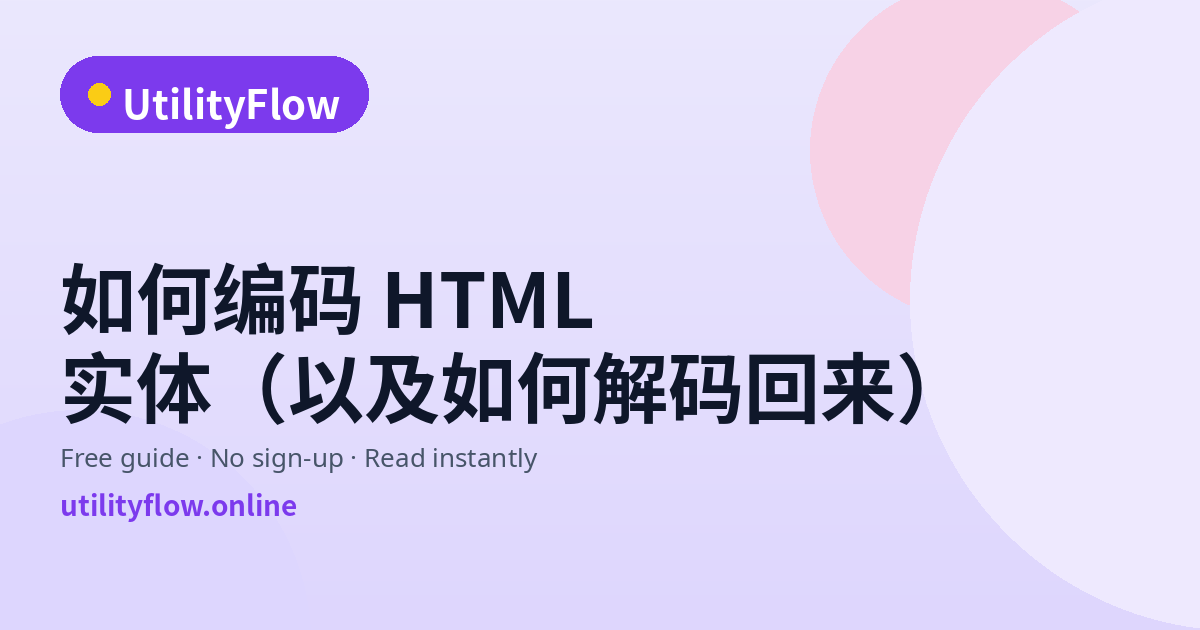 UtilityFlow
如何编码 HTML
实体（以及如何解码回来）
Free guide · No sign-up · Read instantly
utilityflow.online